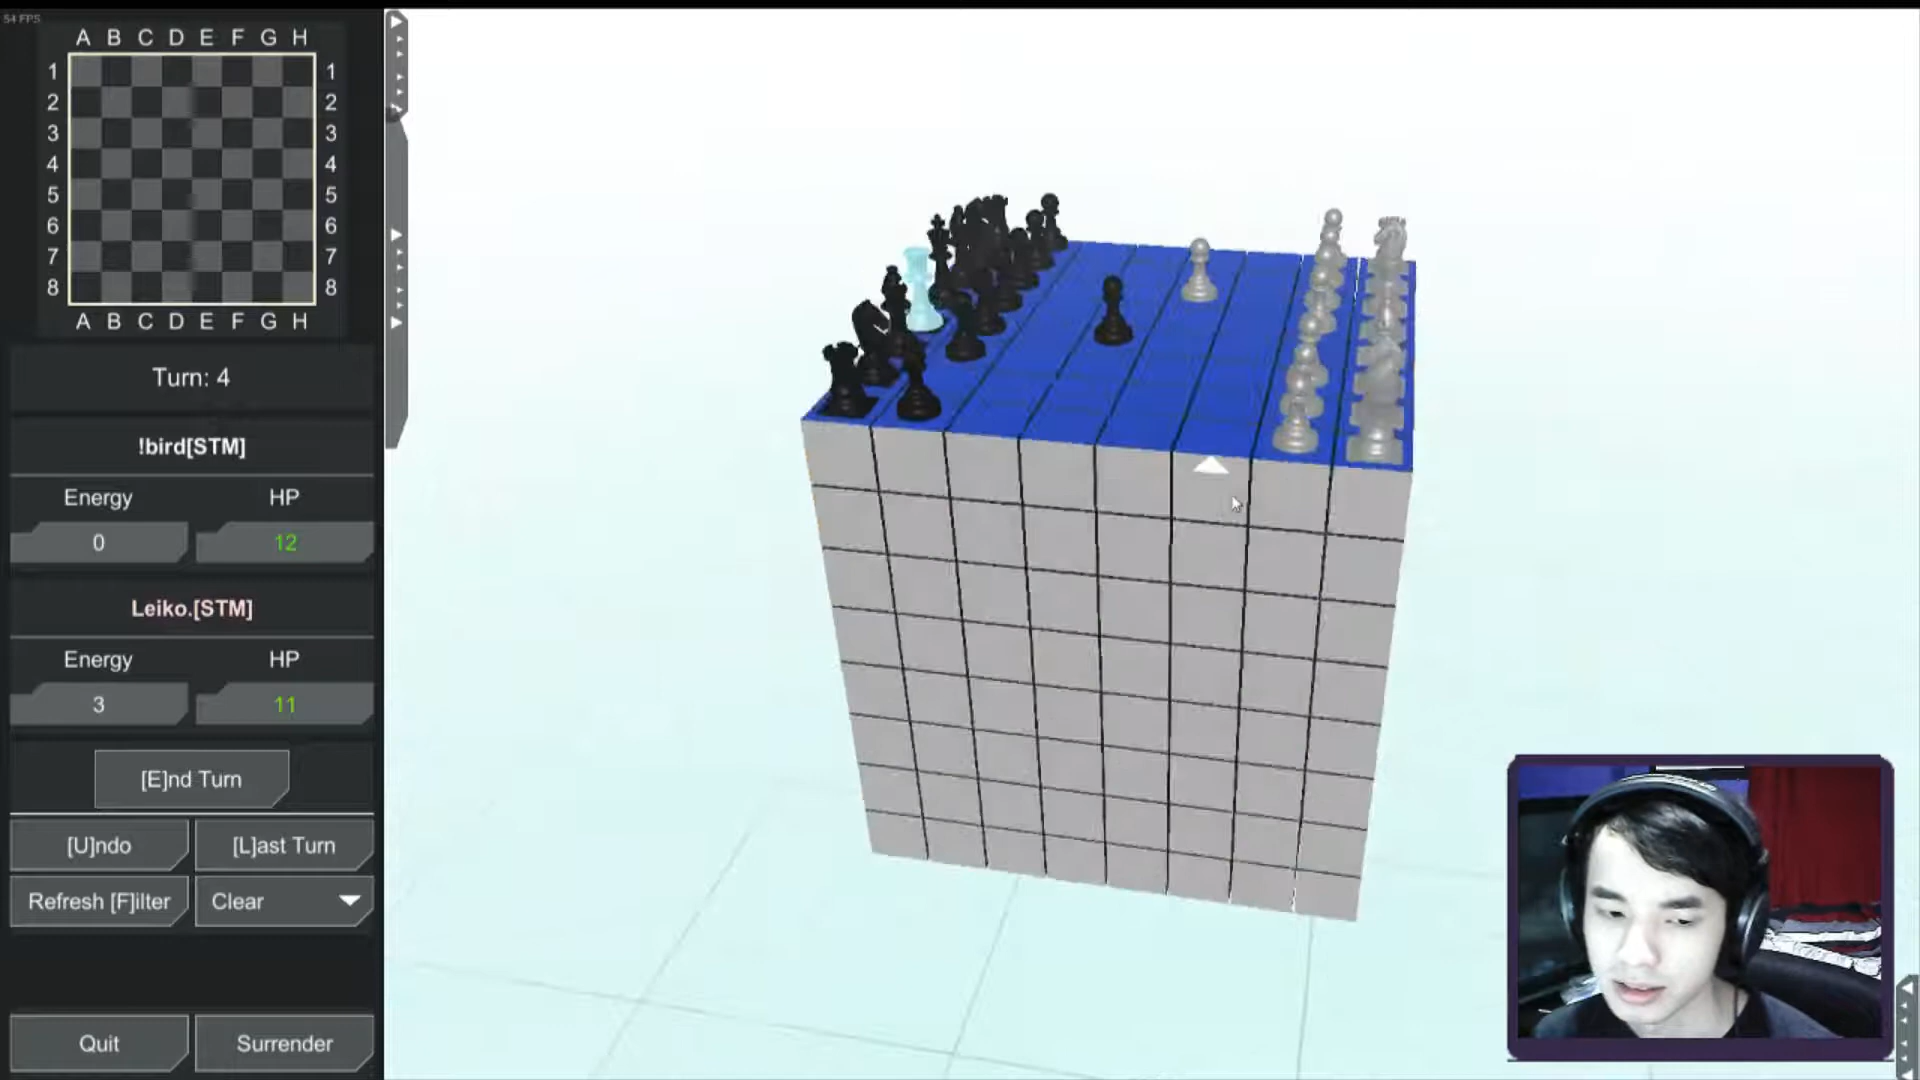 54 FPS
A B C D E F G H
1 1
2 2
3 3
4 4
5 5
6 6
7 7
8 8
A B C D E F G H
Turn: 4
!bird[STM]
Energy HP
0 12
Leiko.[STM]
Energy HP
3 11
[E]nd Turn
[U]ndo [L]ast Turn
Refresh [F]ilter Clear
Quit Surrender